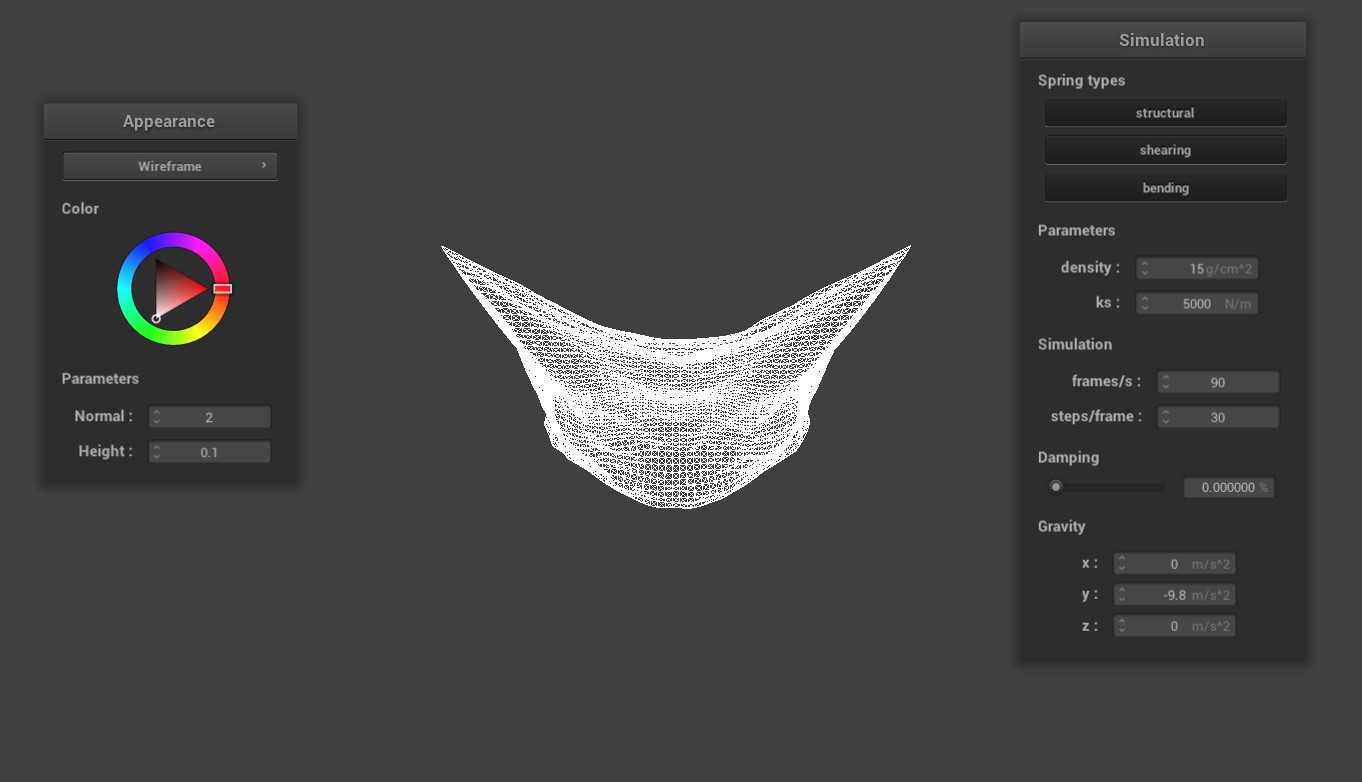 Appearance
Wireframe
Color
Parameters
Normal : 2
Height : 0.1
Simulation
Spring types
structural
shearing
bending
Parameters
density : 15 g/cm^2
ks : 5000 N/m
Simulation
frames/s : 90
steps/frame : 30
Damping
0.000000 %
Gravity
x : 0 m/s^2
y : -9.8 m/s^2
z : 0 m/s^2